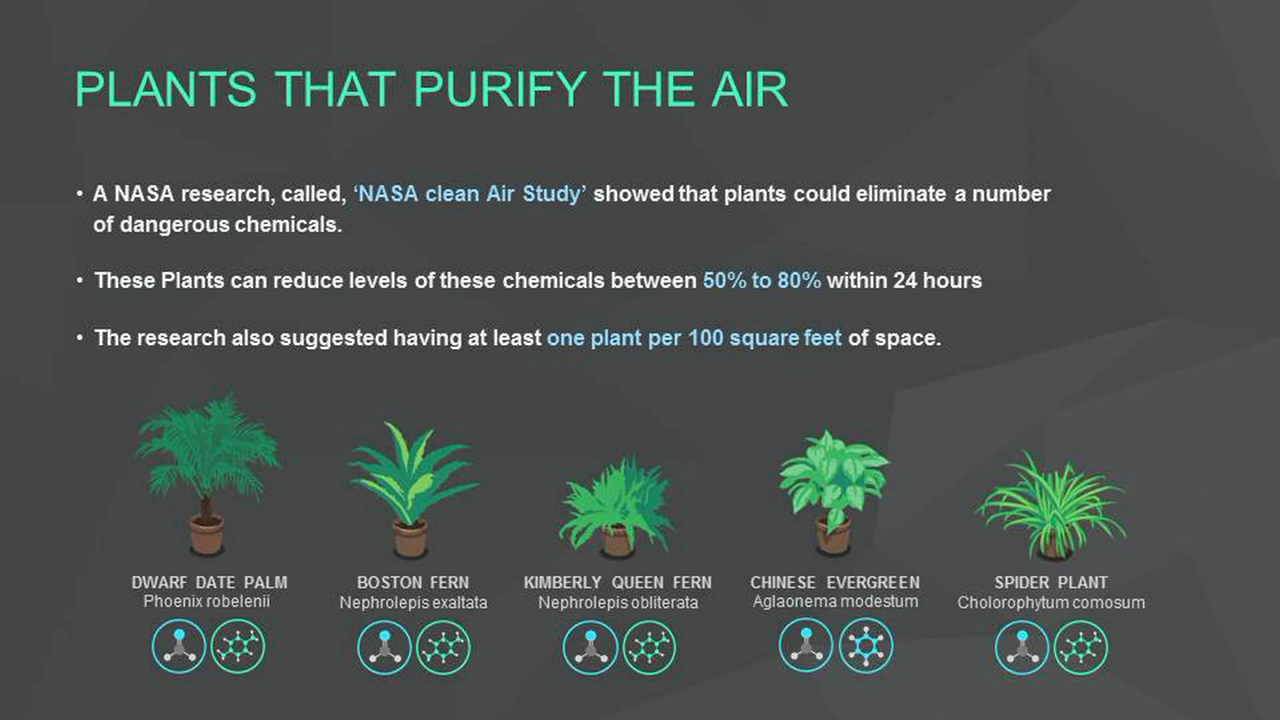 PLANTS THAT PURIFY THE AIR
• A NASA research, called, ‘NASA clean Air Study’ showed that plants could eliminate a number
of dangerous chemicals.
• These Plants can reduce levels of these chemicals between 50% to 80% within 24 hours
• The research also suggested having at least one plant per 100 square feet of space.
DWARF DATE PALM
Phoenix robelenii
BOSTON FERN
Nephrolepis exaltata
KIMBERLY QUEEN FERN
Nephrolepis obliterata
CHINESE EVERGREEN
Aglaonema modestum
SPIDER PLANT
Cholorophytum comosum